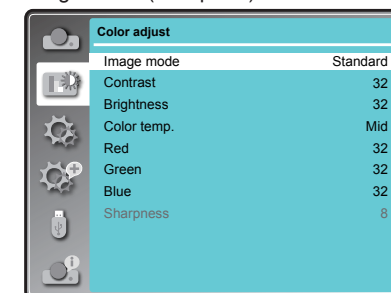 Color adjust
Image mode Standard
Contrast 32
Brightness 32
Color temp. Mid
Red 32
Green 32
Blue 32
Sharpness 8